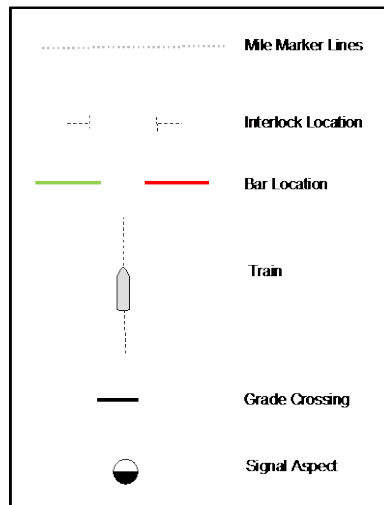 Mile Marker Lines
Interlock Location
Bar Location
Train
Grade Crossing
Signal Aspect